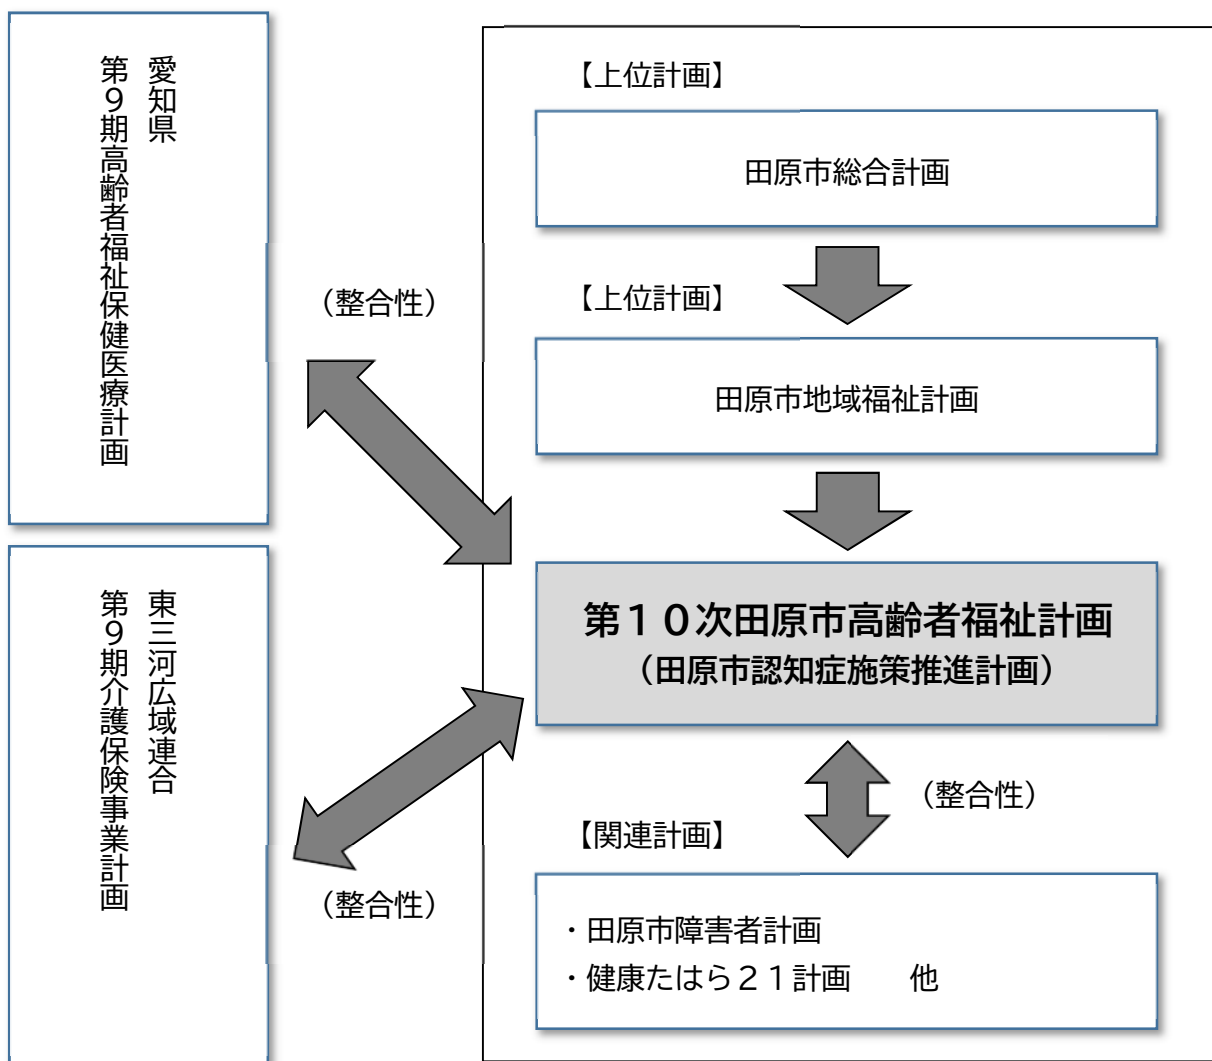 愛知県
第９期高齢者福祉保健医療計画
東三河広域連合
第９期介護保険事業計画
（整合性）
（整合性）
【上位計画】
田原市総合計画
【上位計画】
田原市地域福祉計画
第１０次田原市高齢者福祉計画
（田原市認知症施策推進計画）
（整合性）
【関連計画】
・田原市障害者計画
・健康たはら２１計画　　他